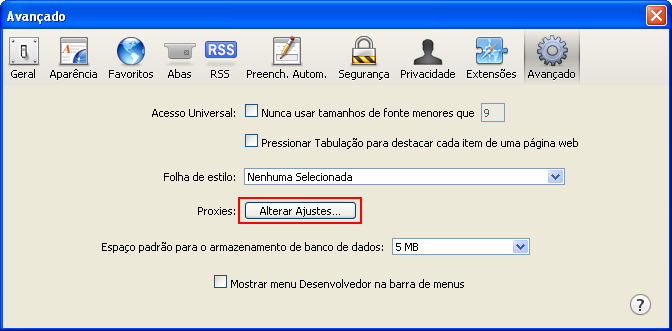 Avançado
RSS
Geral Aparência Favoritos Abas RSS Preench. Autom. Segurança Privacidade Extensões Avançado
Acesso Universal: Nunca usar tamanhos de fonte menores que 9
Pressionar Tabulação para destacar cada item de uma página web
Folha de estilo: Nenhuma Selecionada
Proxies: Alterar Ajustes...
Espaço padrão para o armazenamento de banco de dados: 5 MB
Mostrar menu Desenvolvedor na barra de menus
?